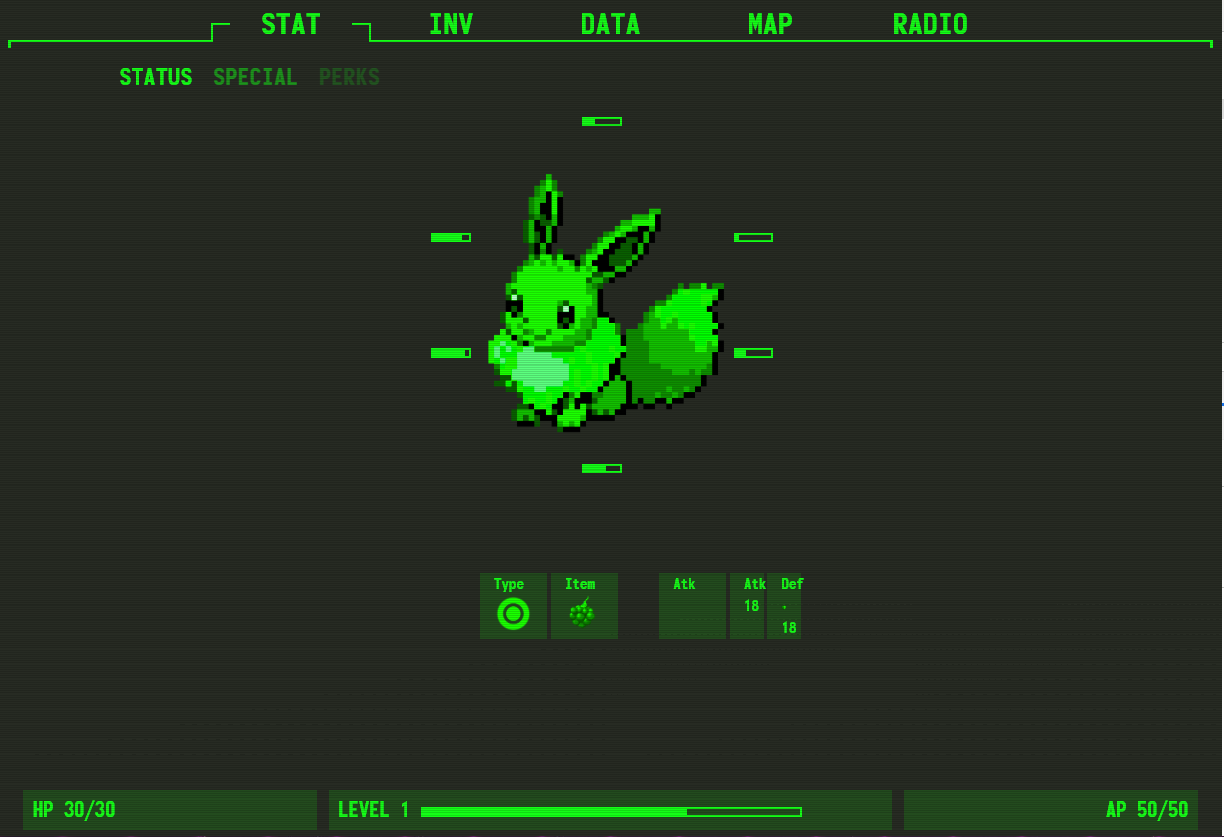 STAT INV DATA MAP RADIO
STATUS SPECIAL PERKS
Type Item Atk Atk Def
18 .
18
HP 30/30 LEVEL 1 AP 50/50